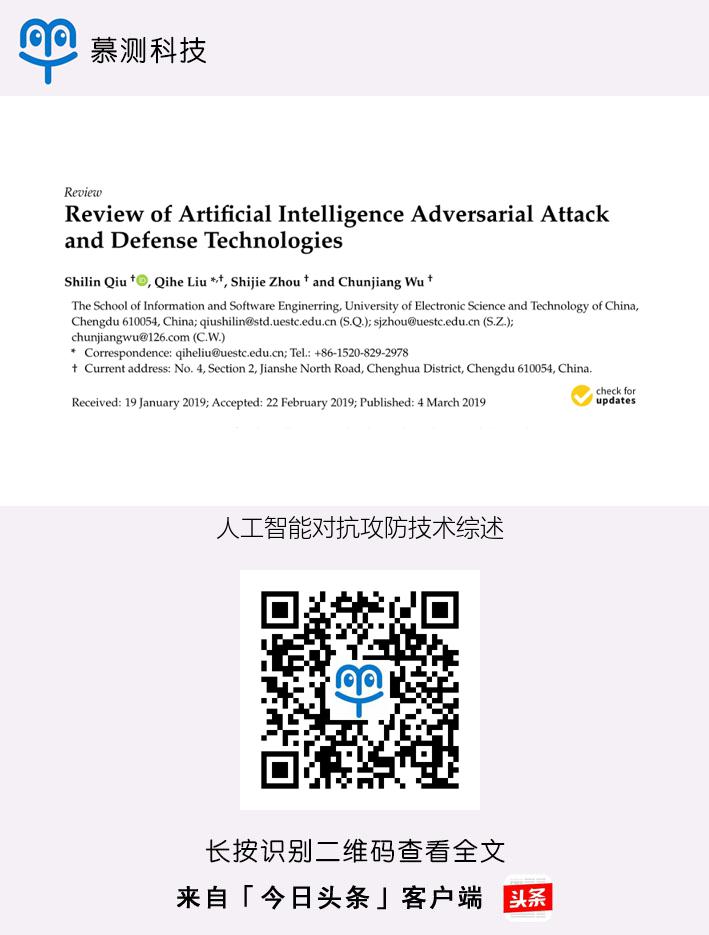 慕测科技
Review
Review of Artificial Intelligence Adversarial Attack
and Defense Technologies
Shilin Qiu † iD, Qihe Liu *,†, Shijie Zhou † and Chunjiang Wu †
The School of Information and Software Enginerring, University of Electronic Science and Technology of China,
Chengdu 610054, China; qiushilin@std.uestc.edu.cn (S.Q.); sjzhou@uestc.edu.cn (S.Z.);
chunjiangwu@126.com (C.W.)
* Correspondence: qiheliu@uestc.edu.cn; Tel.: +86-1520-829-2978
† Current address: No. 4, Section 2, Jianshe North Road, Chenghua District, Chengdu 610054, China.
check for
updates
Received: 19 January 2019; Accepted: 22 February 2019; Published: 4 March 2019
人工智能对抗攻防技术综述
长按识别二维码查看全文
来自「今日头条」客户端 头条